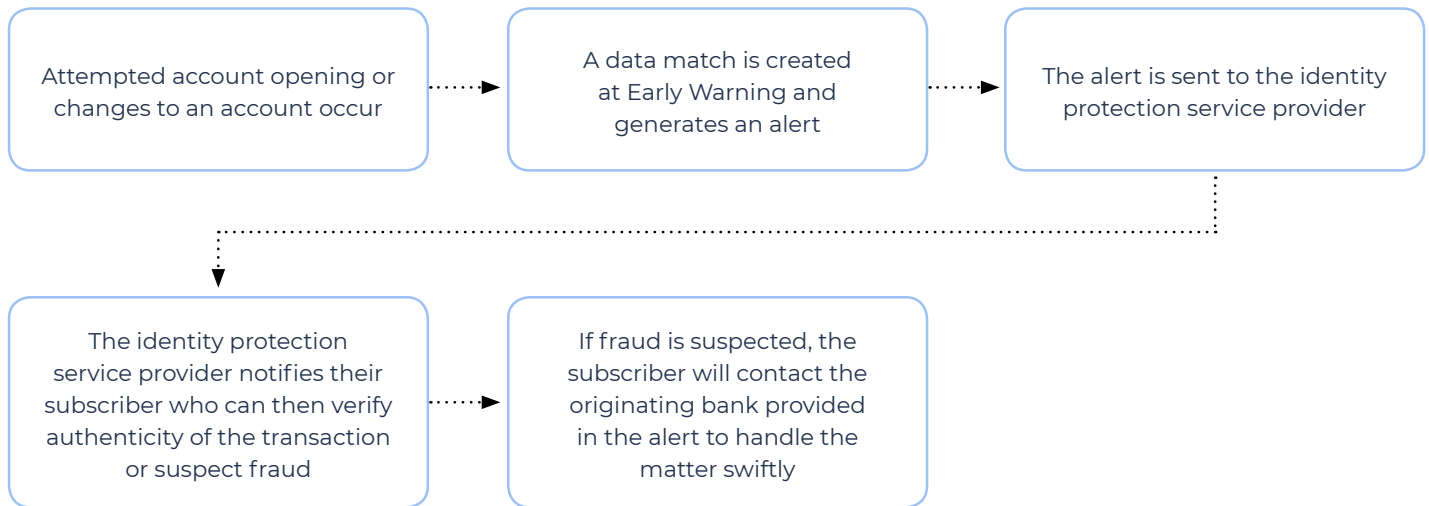 Attempted account opening or
changes to an account occur
A data match is created
at Early Warning and
generates an alert
The alert is sent to the identity
protection service provider
The identity protection
service provider notifies their
subscriber who can then verify
authenticity of the transaction
or suspect fraud
If fraud is suspected, the
subscriber will contact the
originating bank provided
in the alert to handle the
matter swiftly